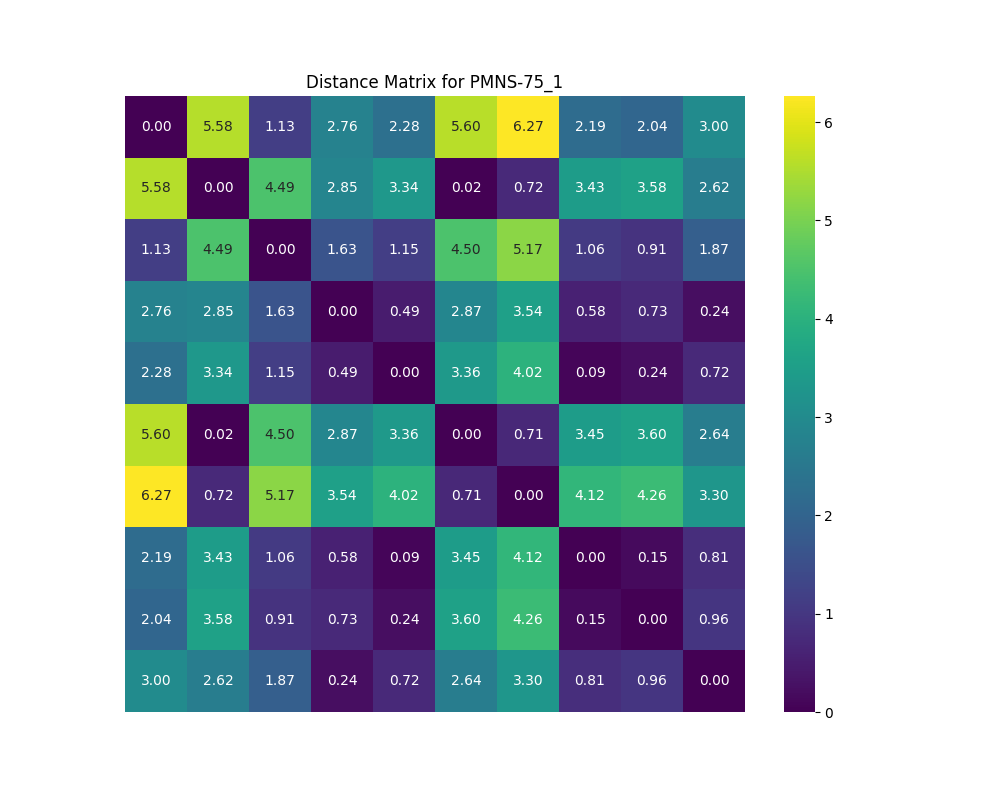 Distance Matrix for PMNS-75_1
0.00 5.58 1.13 2.76 2.28 5.60 6.27 2.19 2.04 3.00
5.58 0.00 4.49 2.85 3.34 0.02 0.72 3.43 3.58 2.62
1.13 4.49 0.00 1.63 1.15 4.50 5.17 1.06 0.91 1.87
2.76 2.85 1.63 0.00 0.49 2.87 3.54 0.58 0.73 0.24
2.28 3.34 1.15 0.49 0.00 3.36 4.02 0.09 0.24 0.72
5.60 0.02 4.50 2.87 3.36 0.00 0.71 3.45 3.60 2.64
6.27 0.72 5.17 3.54 4.02 0.71 0.00 4.12 4.26 3.30
2.19 3.43 1.06 0.58 0.09 3.45 4.12 0.00 0.15 0.81
2.04 3.58 0.91 0.73 0.24 3.60 4.26 0.15 0.00 0.96
3.00 2.62 1.87 0.24 0.72 2.64 3.30 0.81 0.96 0.00
6
5
4
3
2
1
0